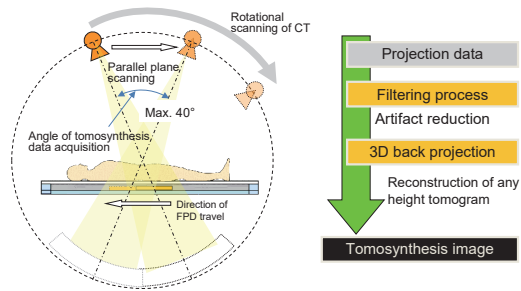 Rotational
scanning of CT
Parallel plane
scanning
Max. 40°
Angle of tomosynthesis
data acquisition
Direction of
FPD travel
Projection data
Filtering process
Artifact reduction
3D back projection
Reconstruction of any
height tomogram
Tomosynthesis image